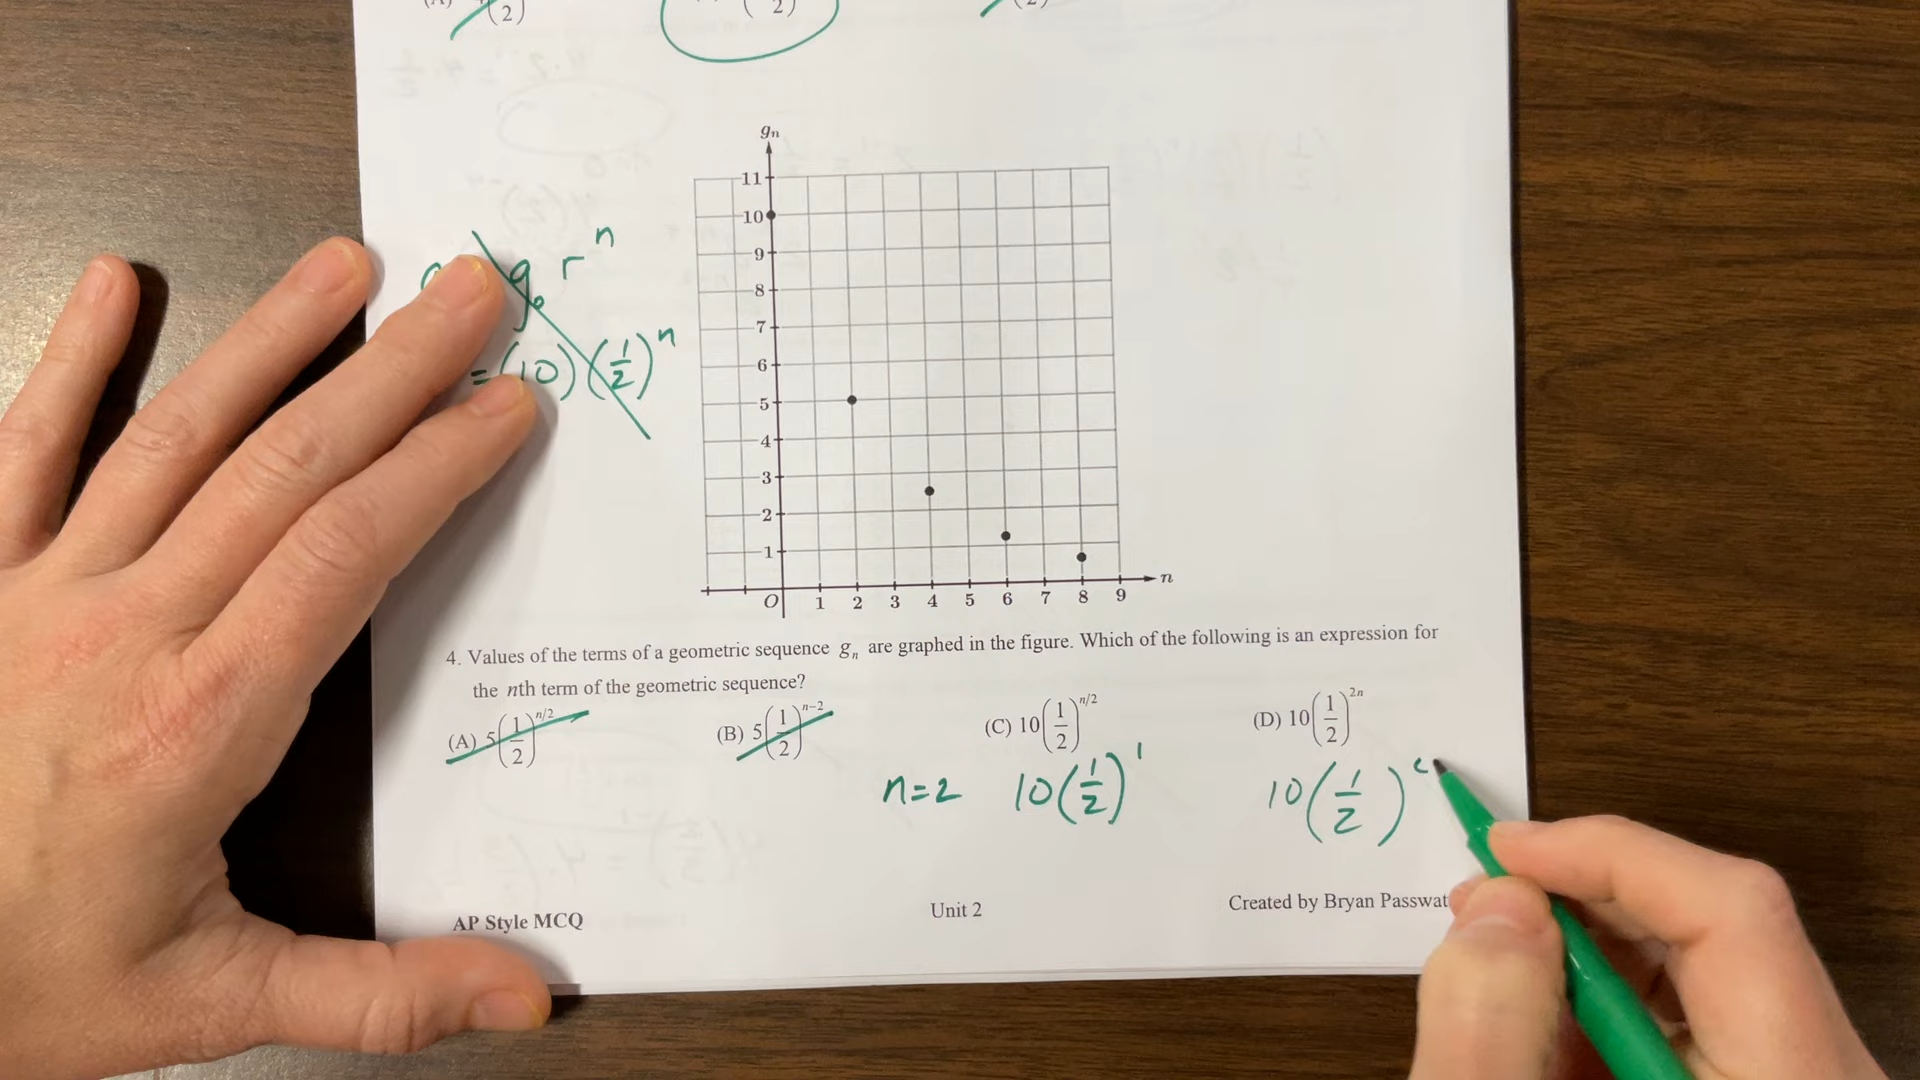 g_n
11
10
9
8
7
6
5
4
3
2
1
O 1 2 3 4 5 6 7 8 9 n
g₀ rⁿ
= (10) (1/2)ⁿ
4. Values of the terms of a geometric sequence g_n are graphed in the figure. Which of the following is an expression for
the nth term of the geometric sequence?
(A) 5(1/2)^(n/2) (B) 5(1/2)^(n−2) (C) 10(1/2)^(n/2) (D) 10(1/2)^(2n)
n=2 10(1/2)^1 10(1/2)
AP Style MCQ Unit 2 Created by Bryan Passwat